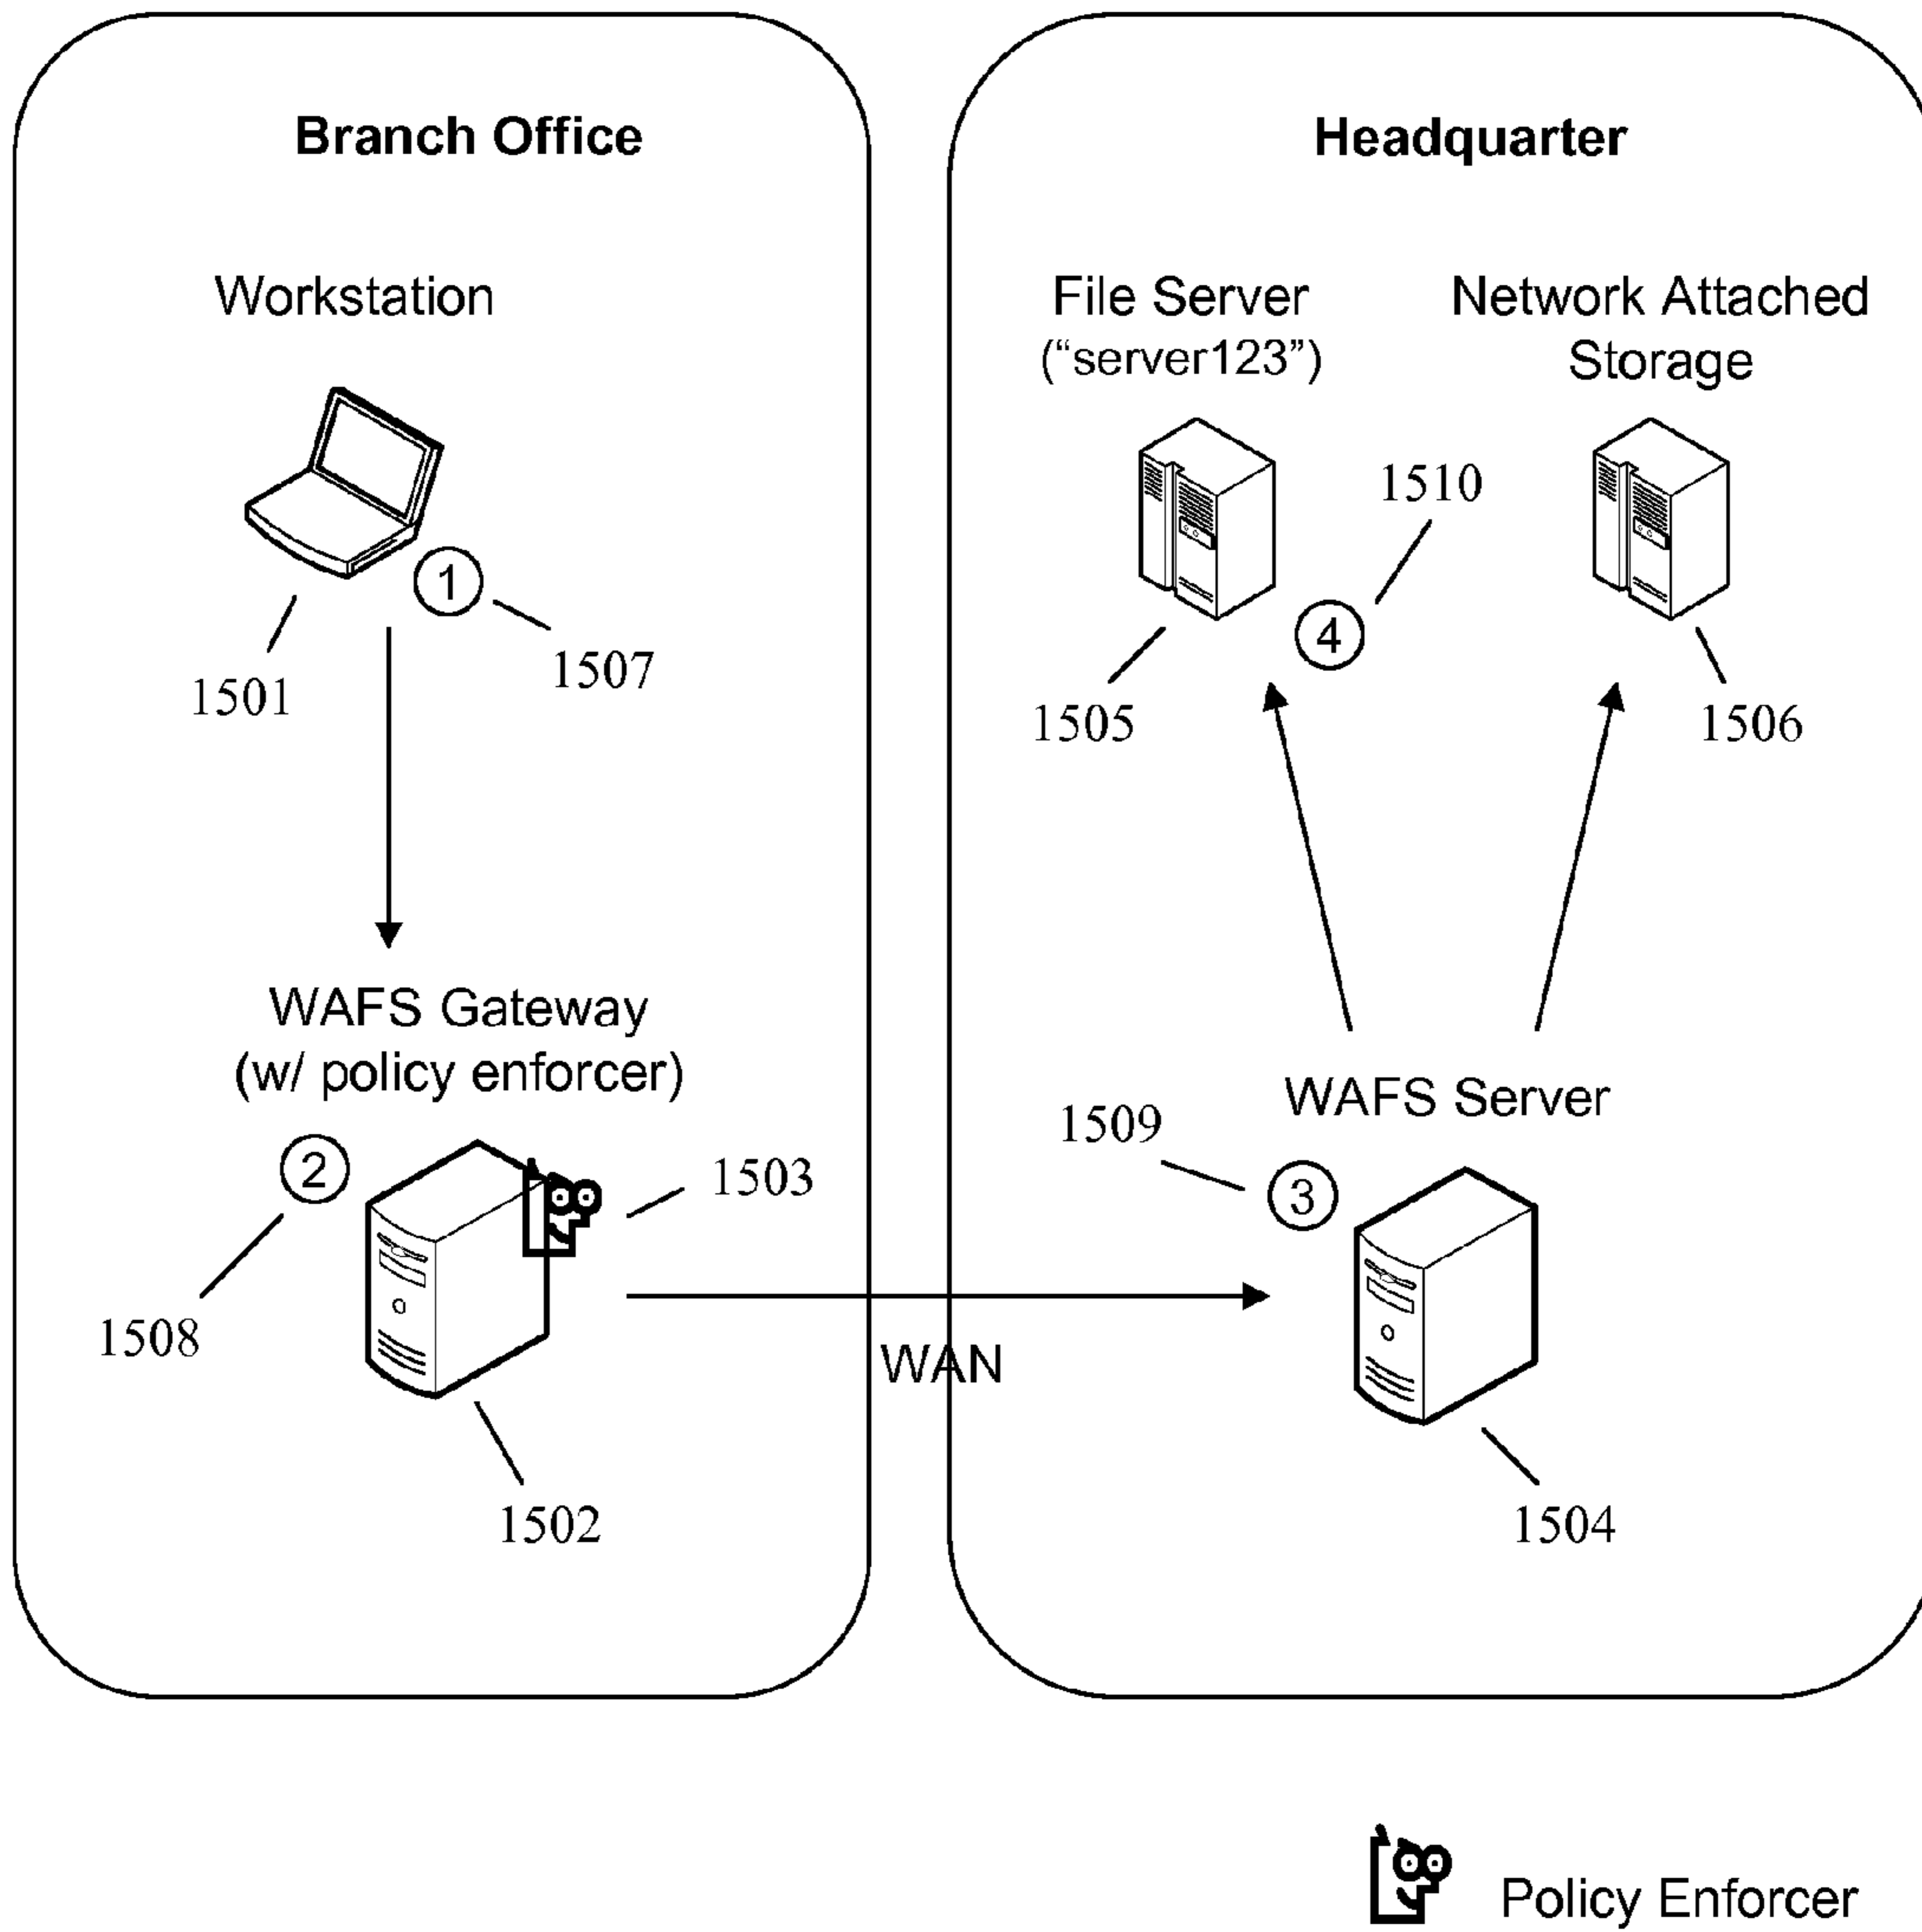 Branch Office
Workstation
1
1501
1507
WAFS Gateway
(w/ policy enforcer)
2
1503
1508
1502
WAN
Headquarter
File Server
(“server123”)
Network Attached
Storage
1510
4
1505
1506
WAFS Server
1509
3
1504
Policy Enforcer